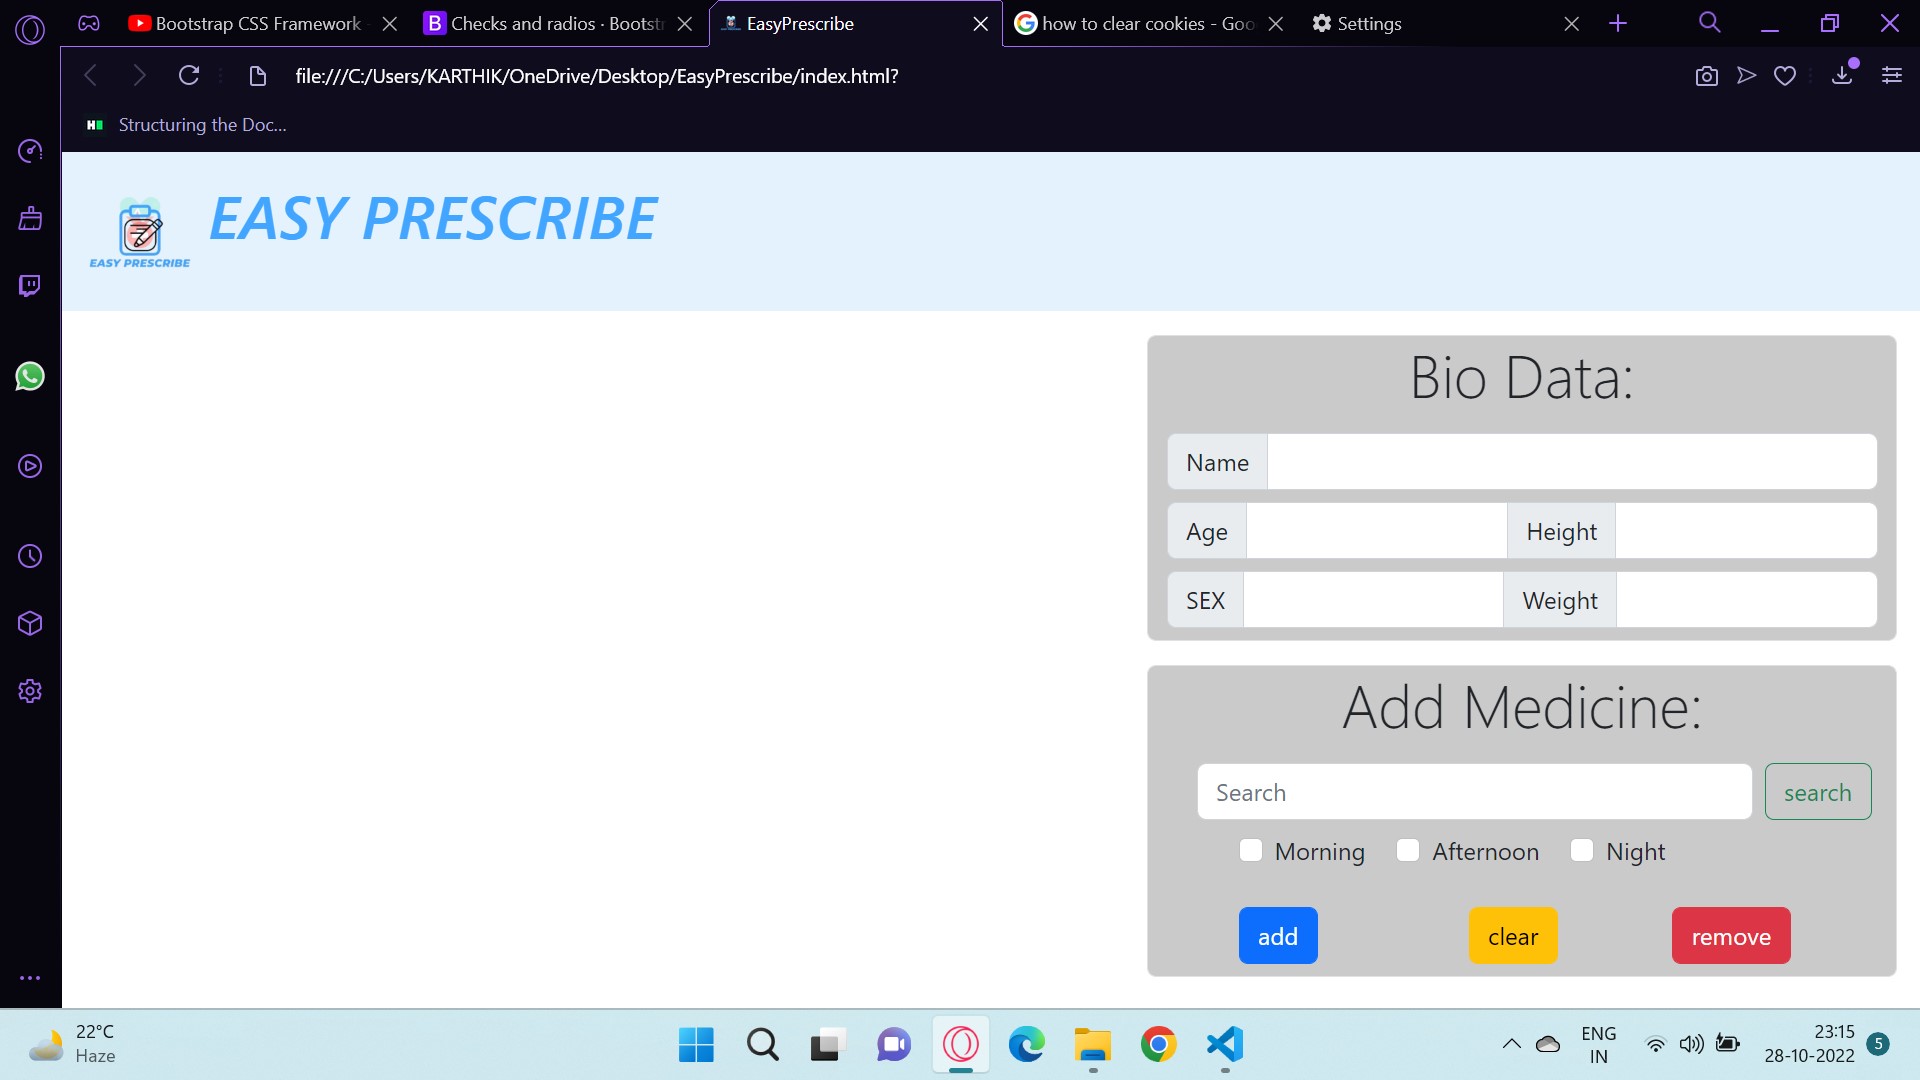 Bootstrap CSS Framework
Checks and radios · Bootstr
EasyPrescribe
how to clear cookies - Goo
Settings
file:///C:/Users/KARTHIK/OneDrive/Desktop/EasyPrescribe/index.html?
Structuring the Doc...
EASY PRESCRIBE
EASY PRESCRIBE
Bio Data:
Name
Age
Height
SEX
Weight
Add Medicine:
Search
search
Morning
Afternoon
Night
add
clear
remove
22°C
Haze
ENG
IN
23:15
28-10-2022
5